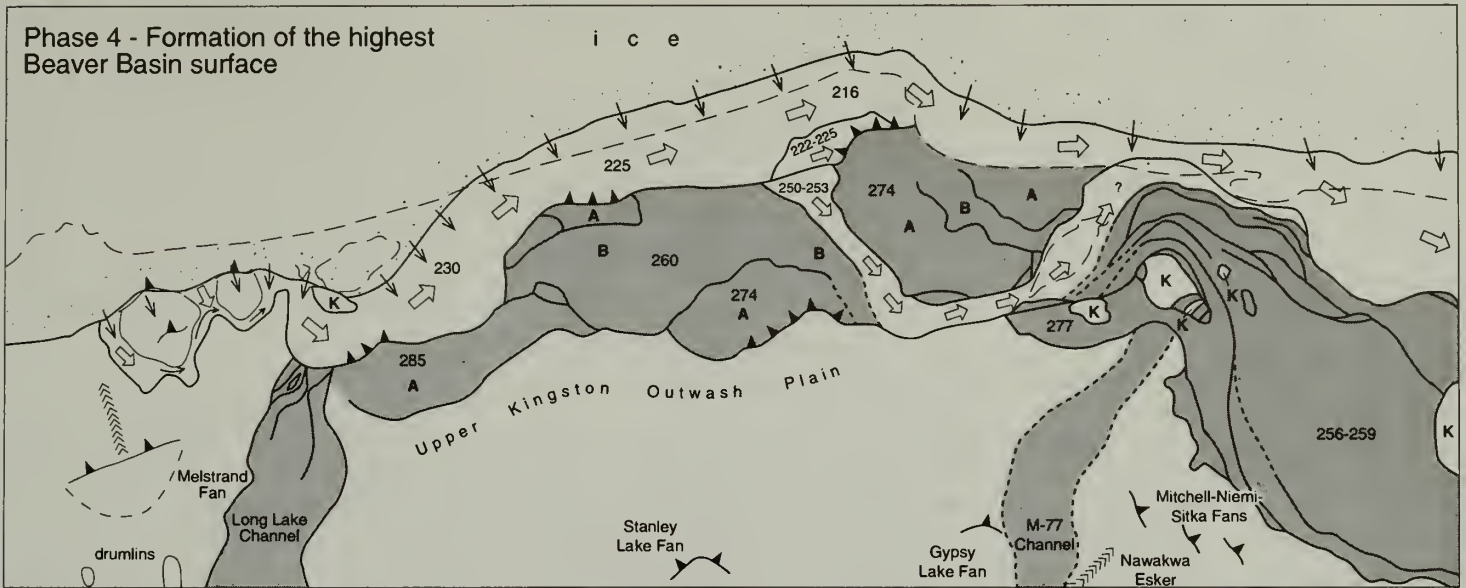 Phase 4 - Formation of the highest
Beaver Basin surface
ice
216
222-225
225
250-253
274
A
B
A
?
A
B
260
B
230
K
274
A
K
K
K
K
277
285
A
Upper Kingston Outwash Plain
256-259
K
Melstrand
Fan
Long Lake
Channel
drumlins
Stanley
Lake Fan
Gypsy
Lake Fan
M-77
Channel
Mitchell-Niemi-
Sitka Fans
Nawakwa
Esker